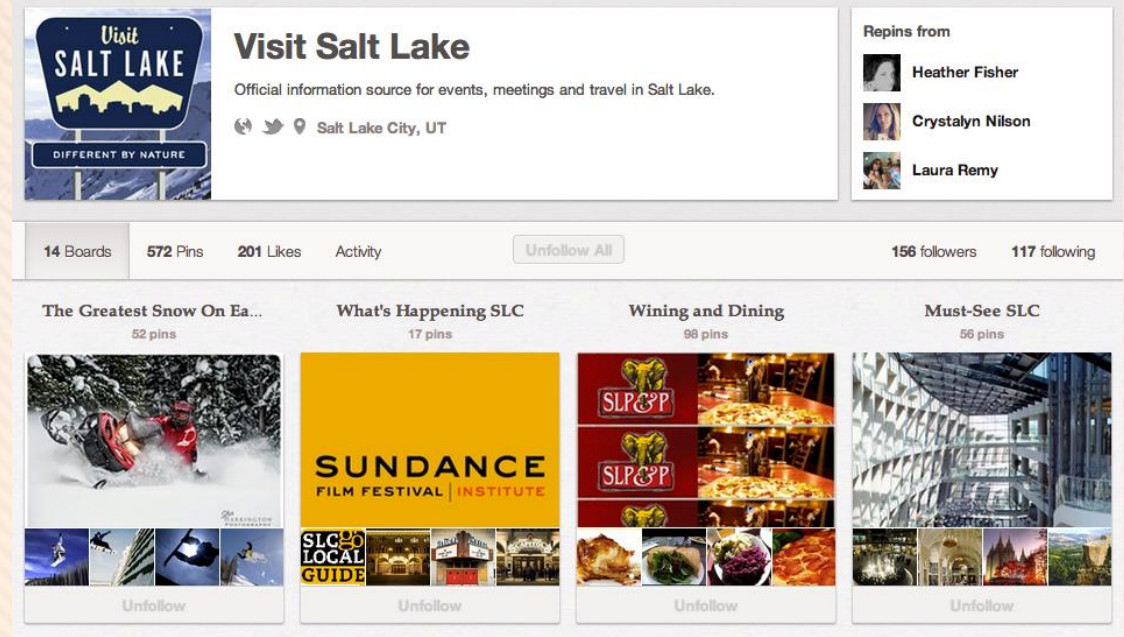 Visit
SALT LAKE
DIFFERENT BY NATURE
Visit Salt Lake
Official information source for events, meetings and travel in Salt Lake.
Salt Lake City, UT
Repins from
Heather Fisher
Crystalyn Nilson
Laura Remy
14 Boards
572 Pins
201 Likes
Activity
Unfollow All
156 followers
117 following
The Greatest Snow On Ea...
52 pins
HARRINGTON
PHOTOGRAPHY
Unfollow
What's Happening SLC
17 pins
SUNDANCE
FILM FESTIVAL | INSTITUTE
SLC
LOCAL
GUIDE
Unfollow
Wining and Dining
98 pins
SLP&P
SLP&P
Unfollow
Must-See SLC
56 pins
Unfollow